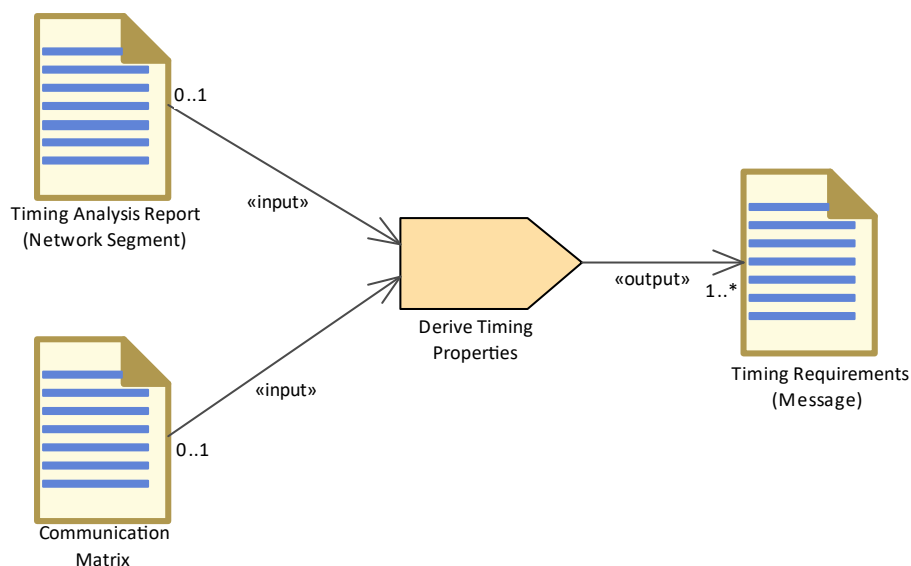 0..1
«input»
Timing Analysis Report
(Network Segment)
«output»
1..*
Derive Timing
Properties
Timing Requirements
(Message)
«input»
0..1
Communication
Matrix